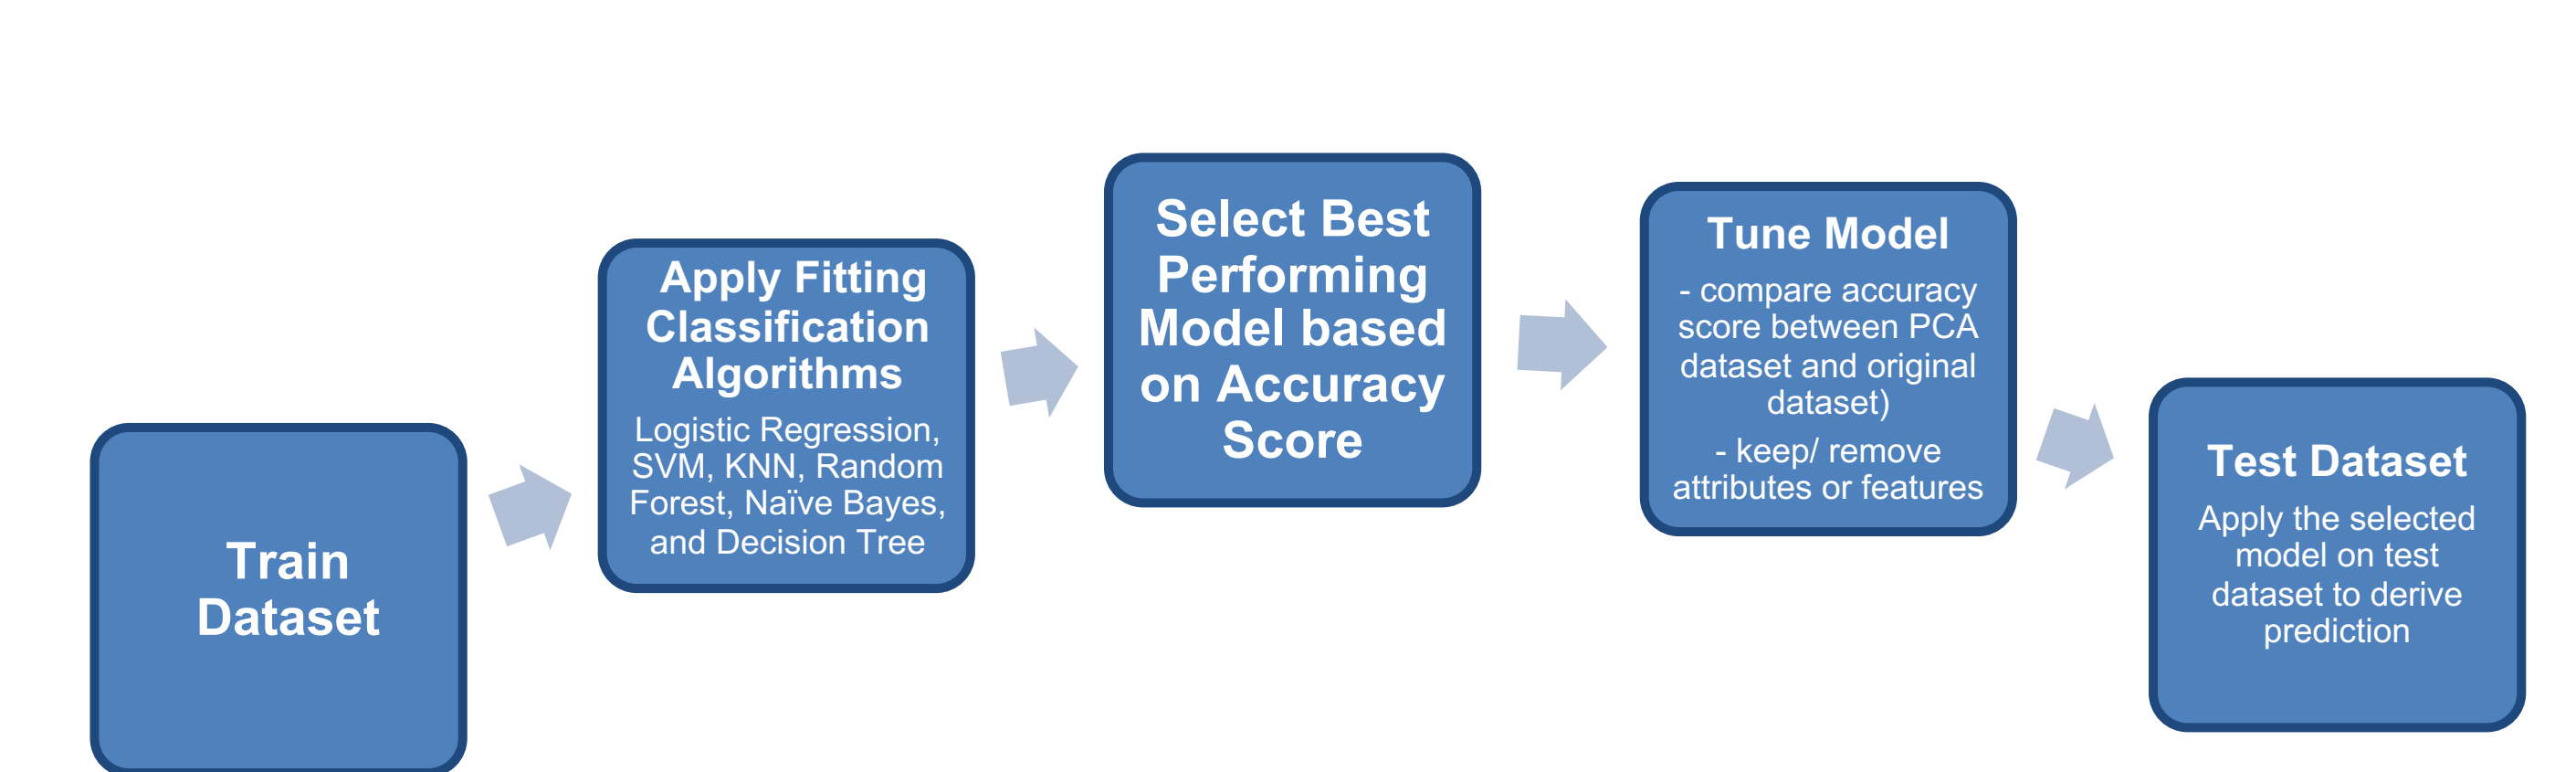 Train
Dataset
Apply Fitting
Classification
Algorithms
Logistic Regression,
SVM, KNN, Random
Forest, Naïve Bayes,
and Decision Tree
Select Best
Performing
Model based
on Accuracy
Score
Tune Model
- compare accuracy
score between PCA
dataset and original
dataset)
- keep/ remove
attributes or features
Test Dataset
Apply the selected
model on test
dataset to derive
prediction